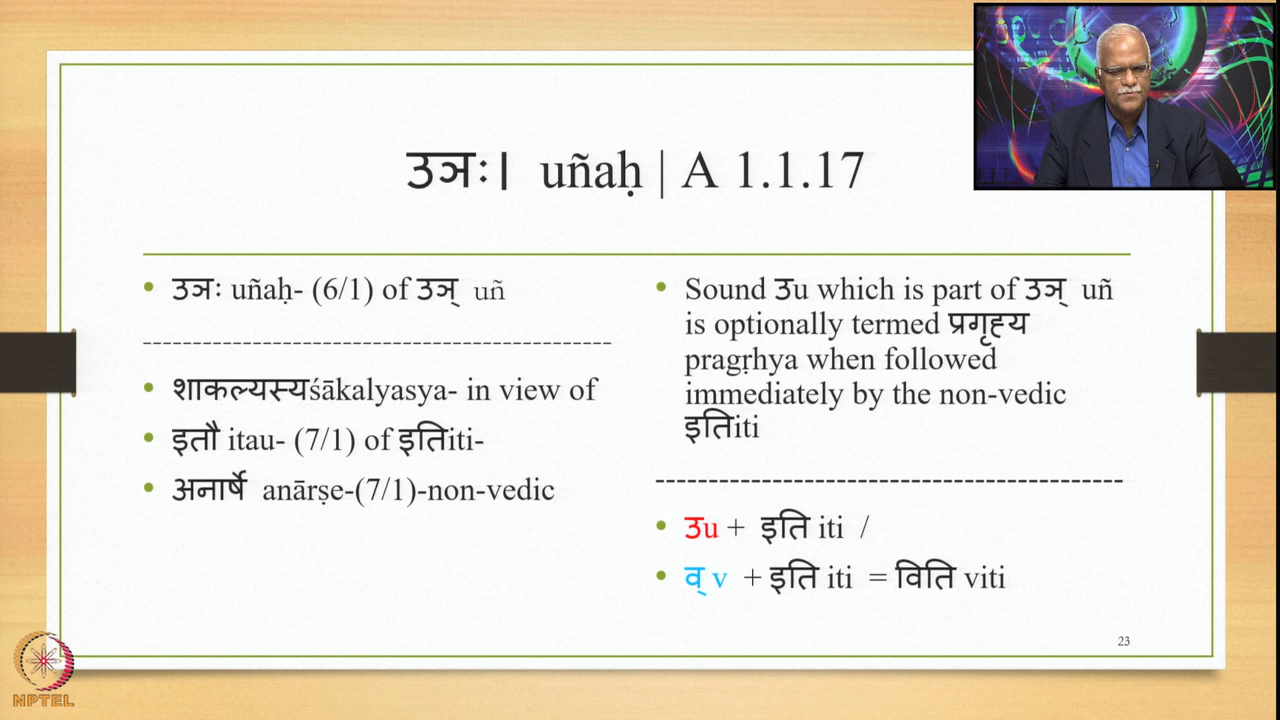 उञः। uñaḥ | A 1.1.17
• उञः uñaḥ- (6/1) of उञ् uñ
----------------------------------------------
• शाकल्यस्यśākalyasya- in view of
• इतौ itau- (7/1) of इतिiti-
• अनार्षे anārṣe-(7/1)-non-vedic
• Sound उu which is part of उञ् uñ
is optionally termed प्रगृह्य
pragṛhya when followed
immediately by the non-vedic
इतिiti
-------------------------------------------
• उu + इति iti /
• व् v + इति iti = विति viti
23
NPTEL